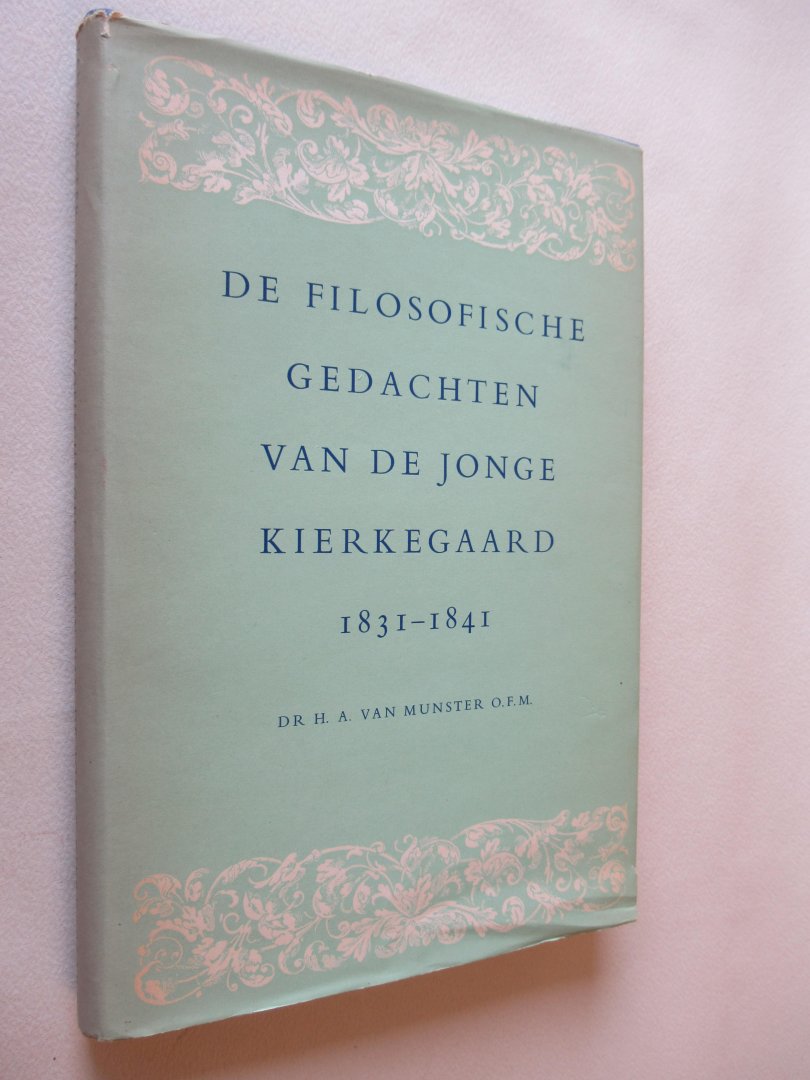 DE FILOSOFISCHE
GEDACHTEN
VAN DE JONGE
KIERKEGAARD
1831–1841
DR H. A. VAN MUNSTER O.F.M.